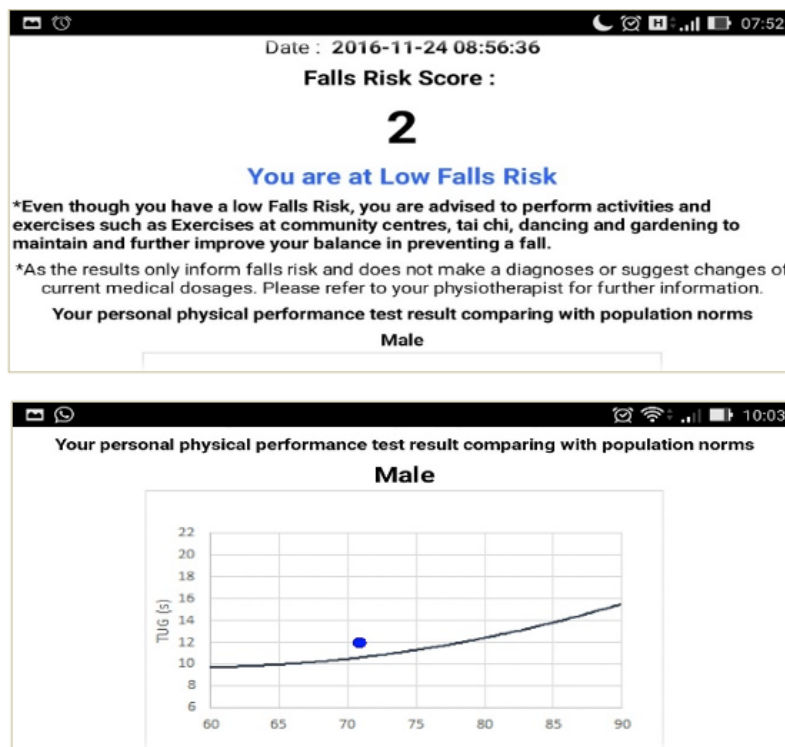 07:52
Date : 2016-11-24 08:56:36
Falls Risk Score :
2
You are at Low Falls Risk
*Even though you have a low Falls Risk, you are advised to perform activities and
exercises such as Exercises at community centres, tai chi, dancing and gardening to
maintain and further improve your balance in preventing a fall.
*As the results only inform falls risk and does not make a diagnoses or suggest changes of
current medical dosages. Please refer to your physiotherapist for further information.
Your personal physical performance test result comparing with population norms
Male
10:03
Your personal physical performance test result comparing with population norms
Male
TUG (s)
22
20
18
16
14
12
10
8
6
60 65 70 75 80 85 90